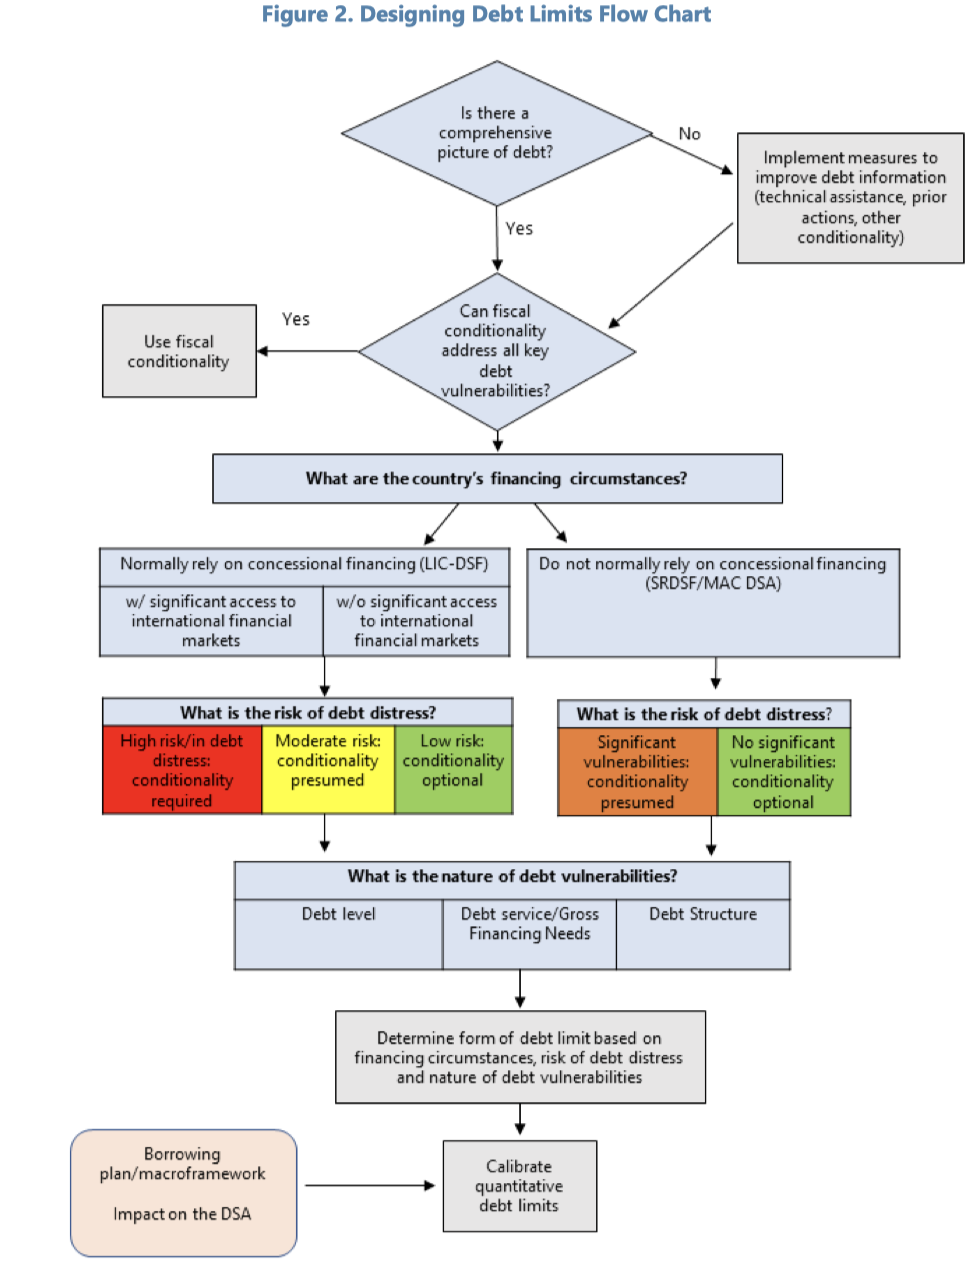 Figure 2. Designing Debt Limits Flow Chart
Is there a
comprehensive
picture of debt?
No
Implement measures to
improve debt information
(technical assistance, prior
actions, other
conditionality)
Yes
Can fiscal
conditionality
address all key
debt
vulnerabilities?
Yes
Use fiscal
conditionality
What are the country's financing circumstances?
Normally rely on concessional financing (LIC-DSF)
w/ significant access to
international financial
markets
w/o significant access
to international
financial markets
Do not normally rely on concessional financing
(SRDSF/MAC DSA)
What is the risk of debt distress?
High risk/in debt
distress:
conditionality
required
Moderate risk:
conditionality
presumed
Low risk:
conditionality
optional
What is the risk of debt distress?
Significant
vulnerabilities:
conditionality
presumed
No significant
vulnerabilities:
conditionality
optional
What is the nature of debt vulnerabilities?
Debt level
Debt service/Gross
Financing Needs
Debt Structure
Determine form of debt limit based on
financing circumstances, risk of debt distress
and nature of debt vulnerabilities
Borrowing
plan/macroframework
Impact on the DSA
Calibrate
quantitative
debt limits